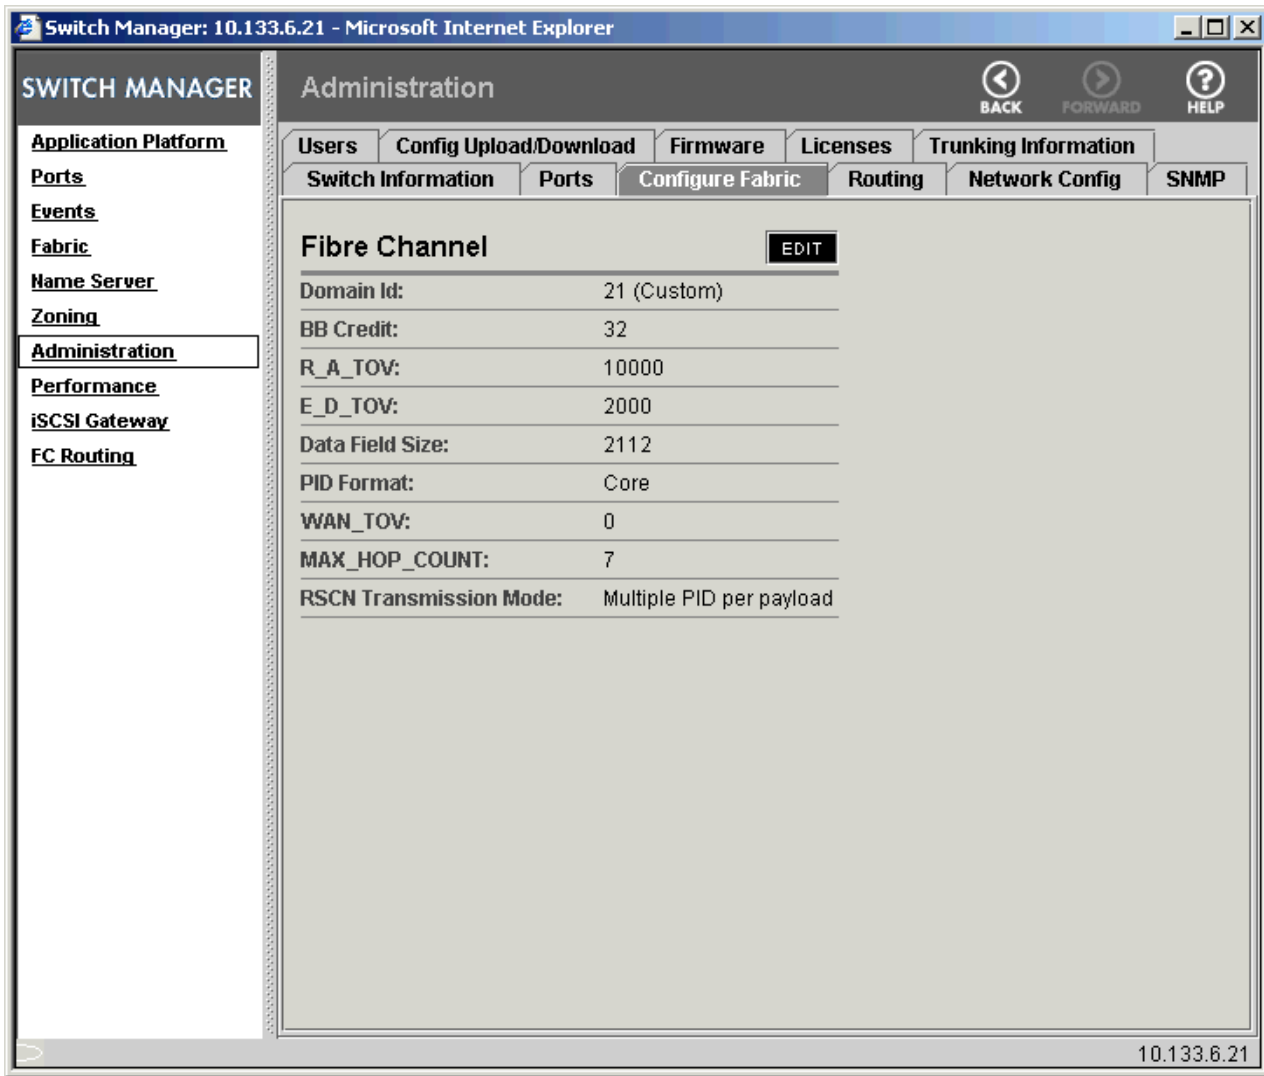 Switch Manager: 10.133.6.21 - Microsoft Internet Explorer
SWITCH MANAGER
Administration
BACK
FORWARD
HELP
Application Platform
Ports
Events
Fabric
Name Server
Zoning
Administration
Performance
iSCSI Gateway
FC Routing
Users Config Upload/Download Firmware Licenses Trunking Information
Switch Information Ports Configure Fabric Routing Network Config SNMP
Fibre Channel EDIT
Domain Id: 21 (Custom)
BB Credit: 32
R_A_TOV: 10000
E_D_TOV: 2000
Data Field Size: 2112
PID Format: Core
WAN_TOV: 0
MAX_HOP_COUNT: 7
RSCN Transmission Mode: Multiple PID per payload
10.133.6.21